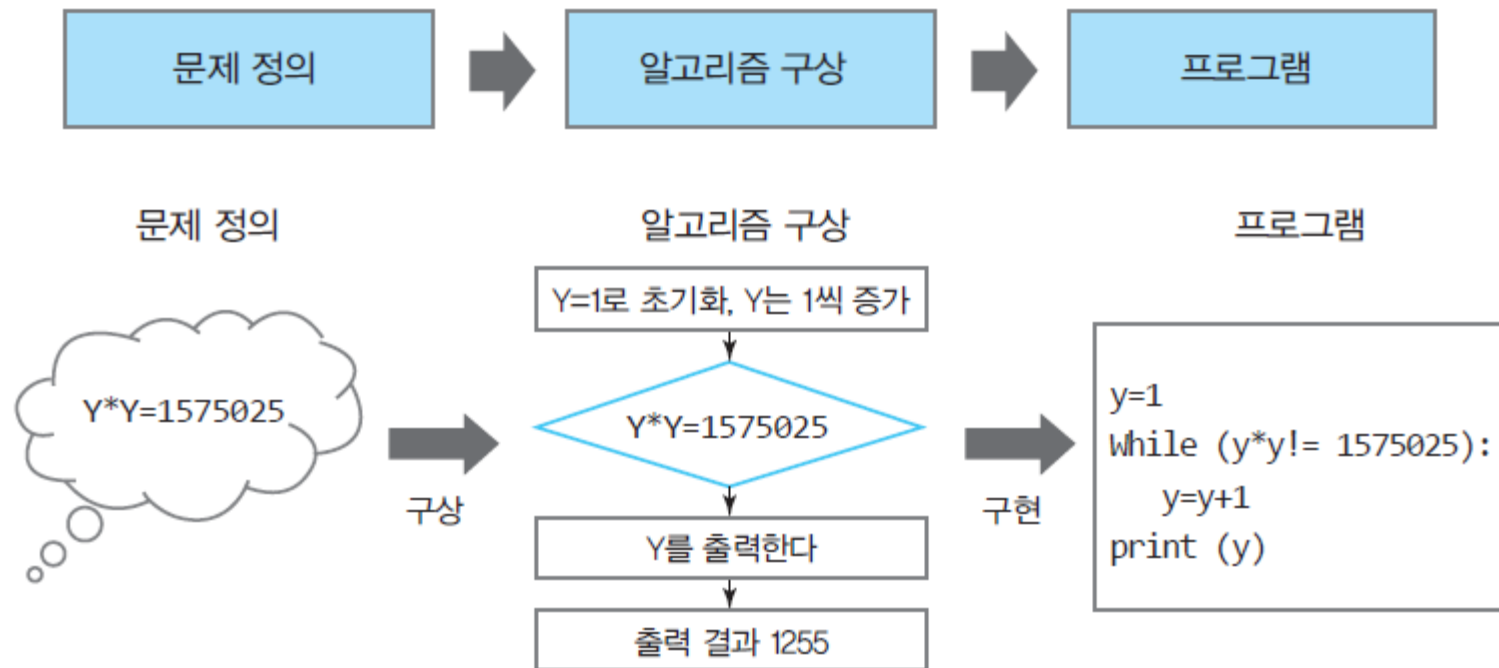 문제 정의
알고리즘 구상
프로그램
문제 정의
알고리즘 구상
프로그램
Y*Y=1575025
구상
Y=1로 초기화, Y는 1씩 증가
Y*Y=1575025
Y를 출력한다
출력 결과 1255
구현
y=1
While (y*y!= 1575025):
y=y+1
print (y)